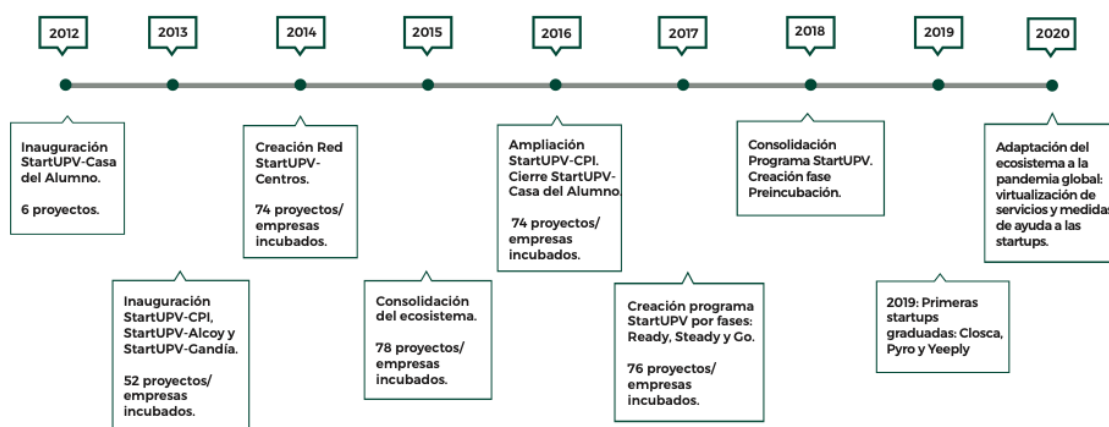 2012
2013
2014
2015
2016
2017
2018
2019
2020
Inauguración
StartUPV-Casa
del Alumno.
6 proyectos.
Inauguración
StartUPV-CPI,
StartUPV-Alcoy y
StartUPV-Gandía.
52 proyectos/
empresas
incubados.
Creación Red
StartUPV-
Centros.
74 proyectos/
empresas
incubados.
Consolidación
del ecosistema.
78 proyectos/
empresas
incubados.
Ampliación
StartUPV-CPI.
Cierre StartUPV-
Casa del Alumno.
74 proyectos/
empresas
incubados.
Creación programa
StartUPV por fases:
Ready, Steady y Go.
76 proyectos/
empresas
incubados.
Consolidación
Programa StartUPV.
Creación fase
Preincubación.
2019: Primeras
startups
graduadas: Closca,
Pyro y Yeeply
Adaptación del
ecosistema a la
pandemia global:
virtualización de
servicios y medidas
de ayuda a las
startups.